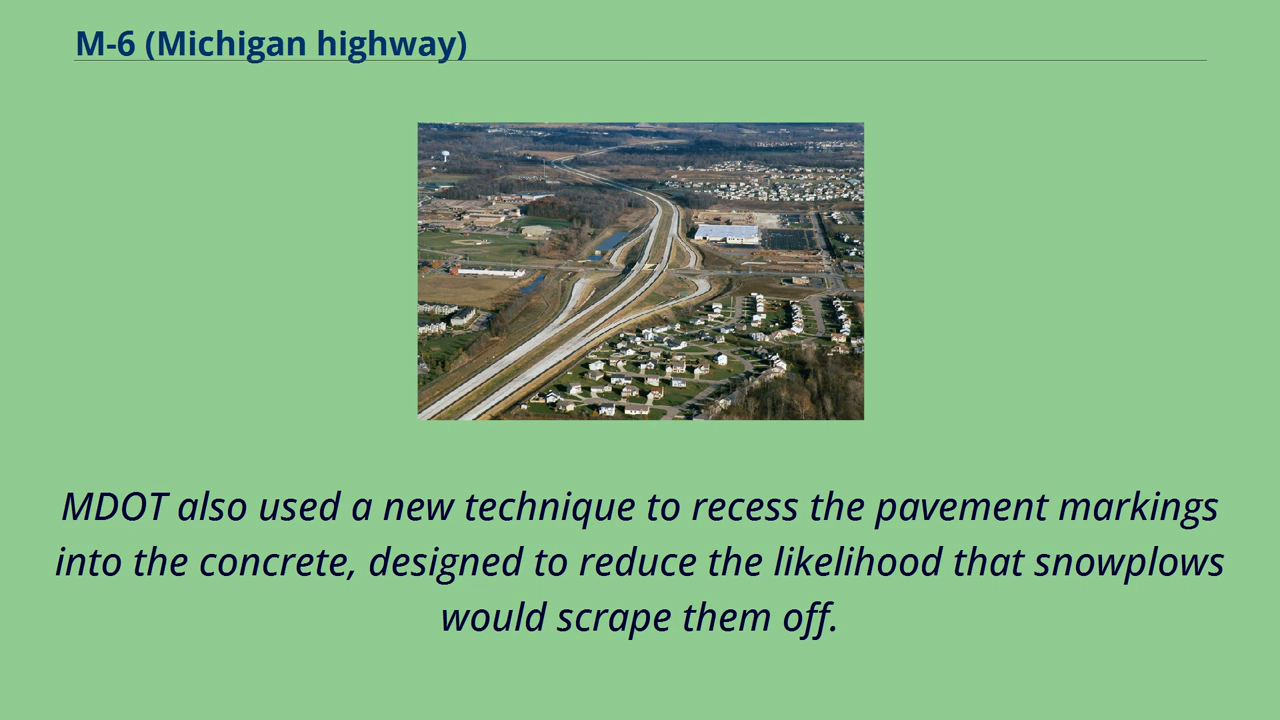 M-6 (Michigan highway)
MDOT also used a new technique to recess the pavement markings
into the concrete, designed to reduce the likelihood that snowplows
would scrape them off.